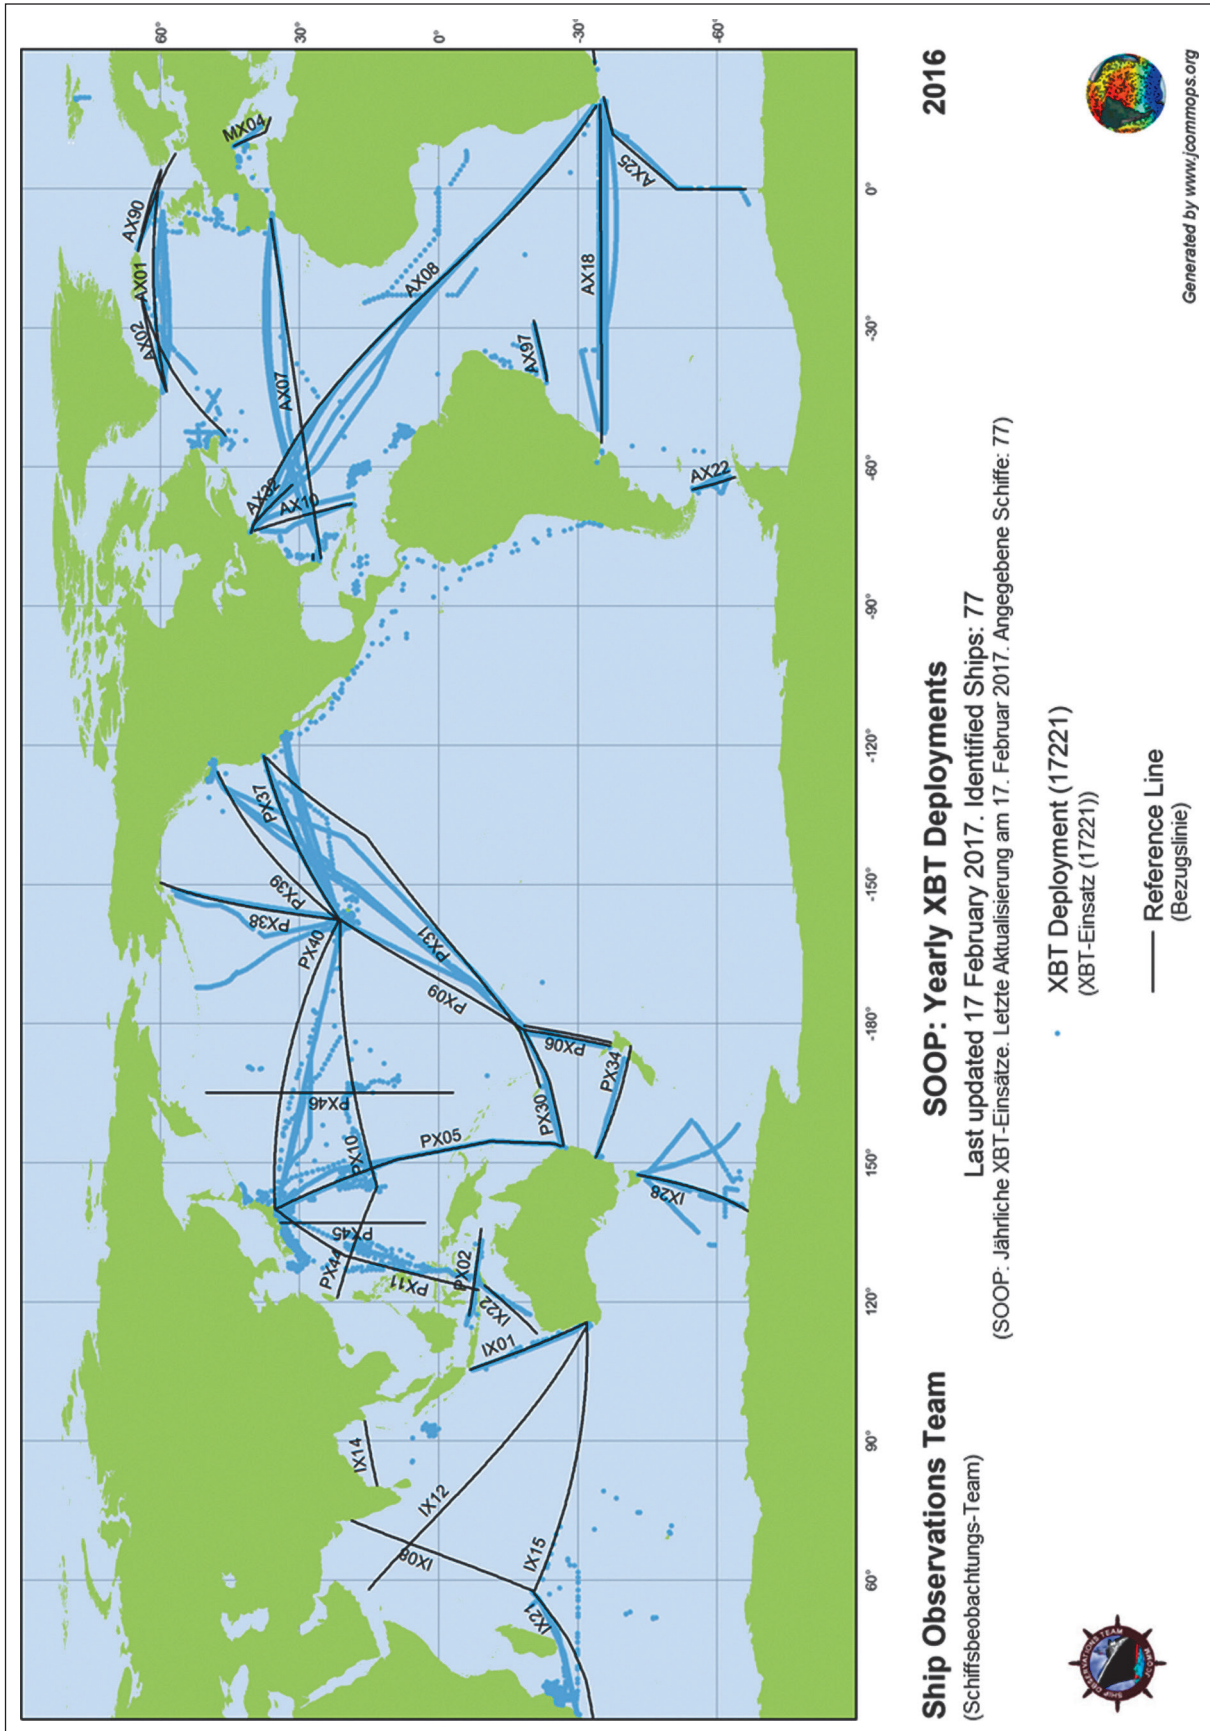 60°
30°
0°
-30°
-60°
60°
90°
120°
150°
-180°
-150°
-120°
-90°
-60°
-30°
0°
IX21
IX08
IX15
IX12
IX14
IX01
IX22
PX02
PX11
PX44
PX45
PX10
PX05
PX46
IX28
PX30
PX34
PX06
PX09
PX31
PX40
PX38
PX39
PX37
AX22
AX10
AX32
AX07
AX97
AX18
AX08
AX02
AX01
AX90
AX25
MX04
Ship Observations Team
(Schiffsbeobachtungs-Team)
SOOP: Yearly XBT Deployments
2016
Last updated 17 February 2017. Identified Ships: 77
(SOOP: Jährliche XBT-Einsätze. Letzte Aktualisierung am 17. Februar 2017. Angegebene Schiffe: 77)
XBT Deployment (17221)
(XBT-Einsatz (17221))
Reference Line
(Bezugslinie)
SHIP OBSERVATIONS TEAM
Generated by www.jcommops.org